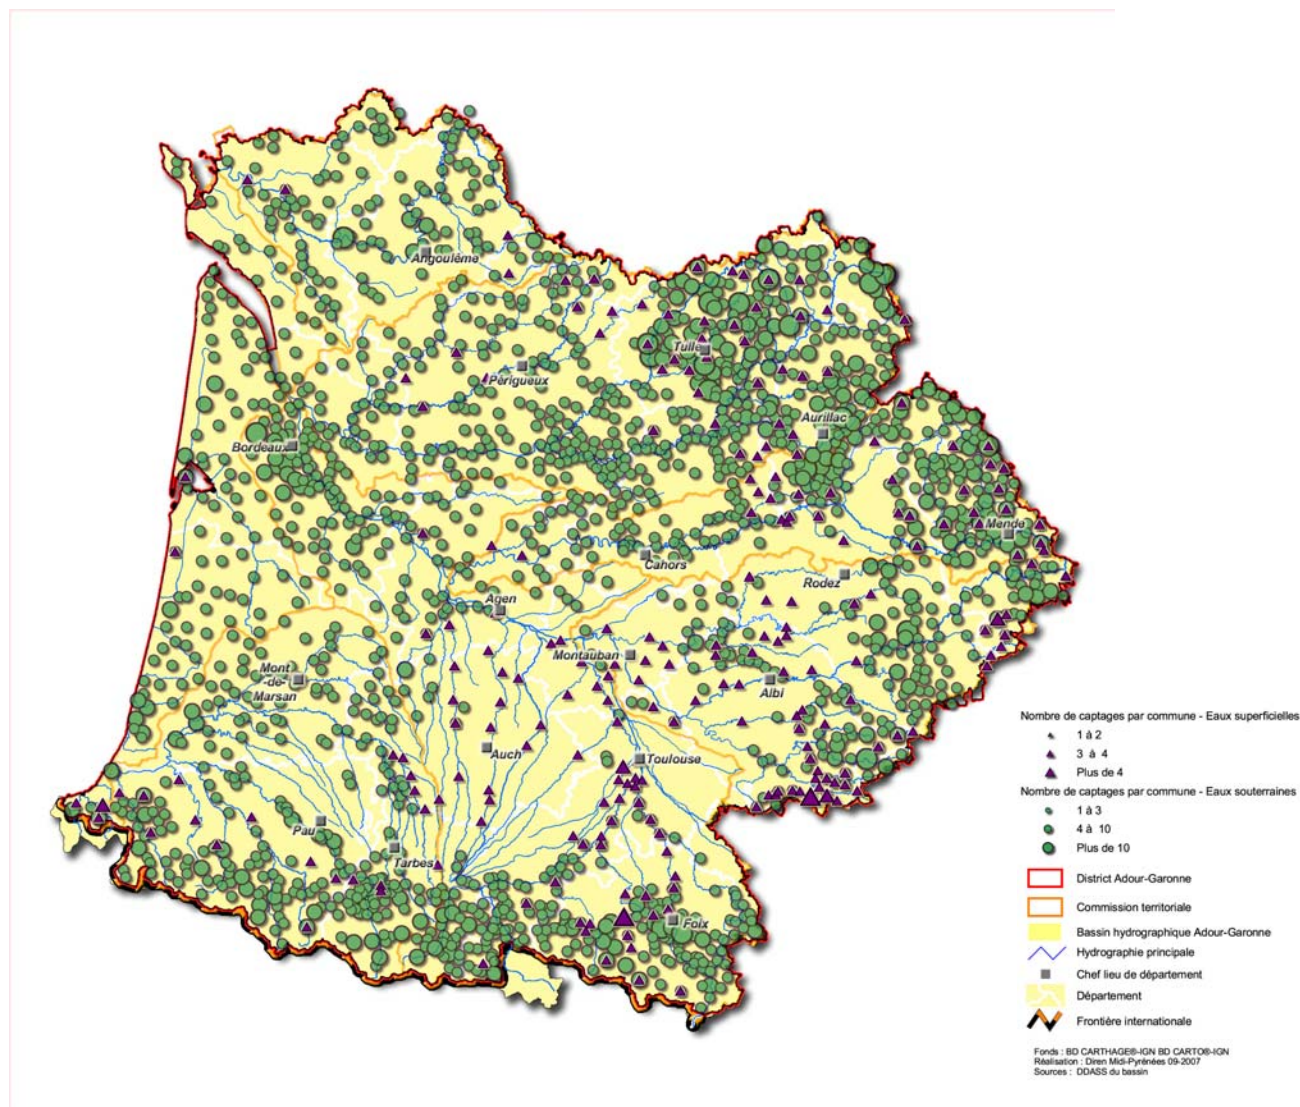 Angoulême
Tulle
Périgueux
Aurillac
Bordeaux
Mende
Cahors
Rodez
Agen
Montauban
Mont
-de-
Marsan
Albi
Auch
Toulouse
Pau
Tarbes
Foix
Nombre de captages par commune - Eaux superficielles
1 à 2
3 à 4
Plus de 4
Nombre de captages par commune - Eaux souterraines
1 à 3
4 à 10
Plus de 10
District Adour-Garonne
Commission territoriale
Bassin hydrographique Adour-Garonne
Hydrographie principale
Chef lieu de département
Département
Frontière internationale
Fonds : BD CARTHAGE®-IGN BD CARTO®-IGN
Réalisation : Diren Midi-Pyrénées 09-2007
Sources : DDASS du bassin